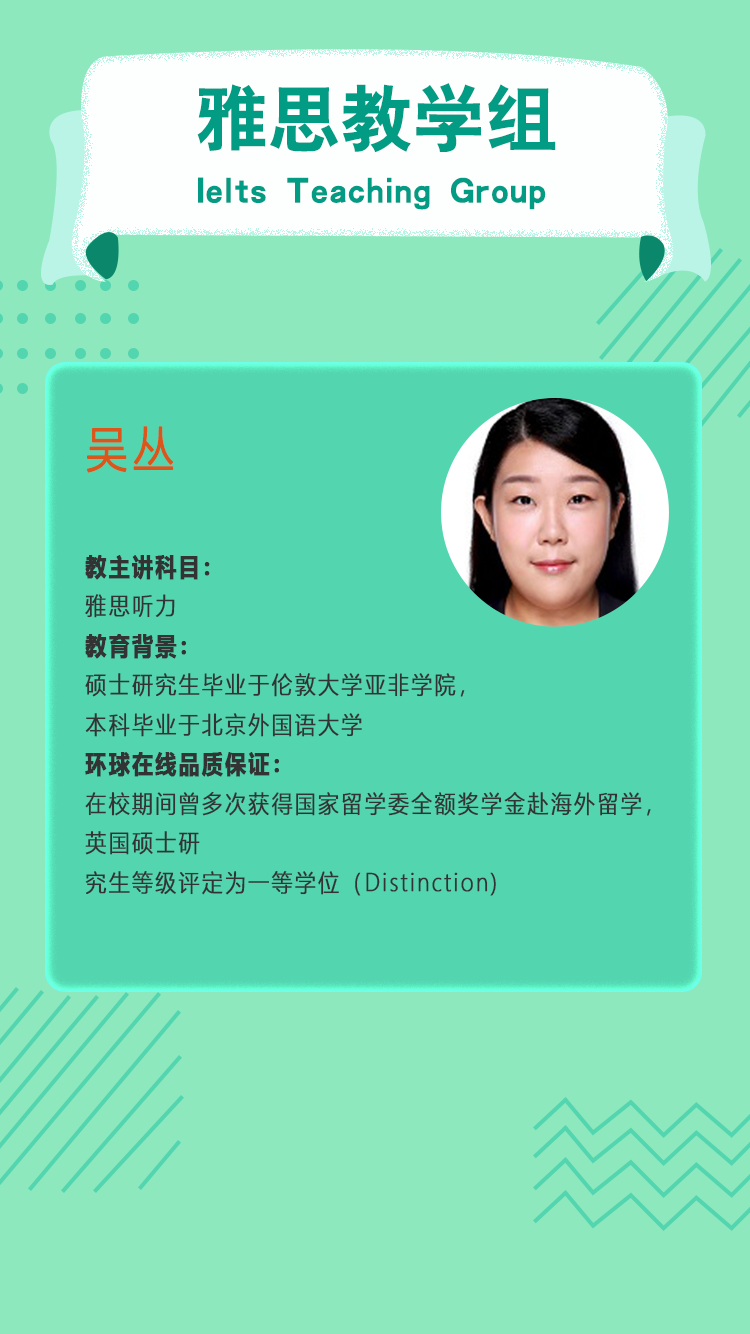 雅思教学组
Ielts Teaching Group
吴丛
教主讲科目：
雅思听力
教育背景：
硕士研究生毕业于伦敦大学亚非学院，
本科毕业于北京外国语大学
环球在线品质保证：
在校期间曾多次获得国家留学委全额奖学金赴海外留学，
英国硕士研
究生等级评定为一等学位（Distinction)